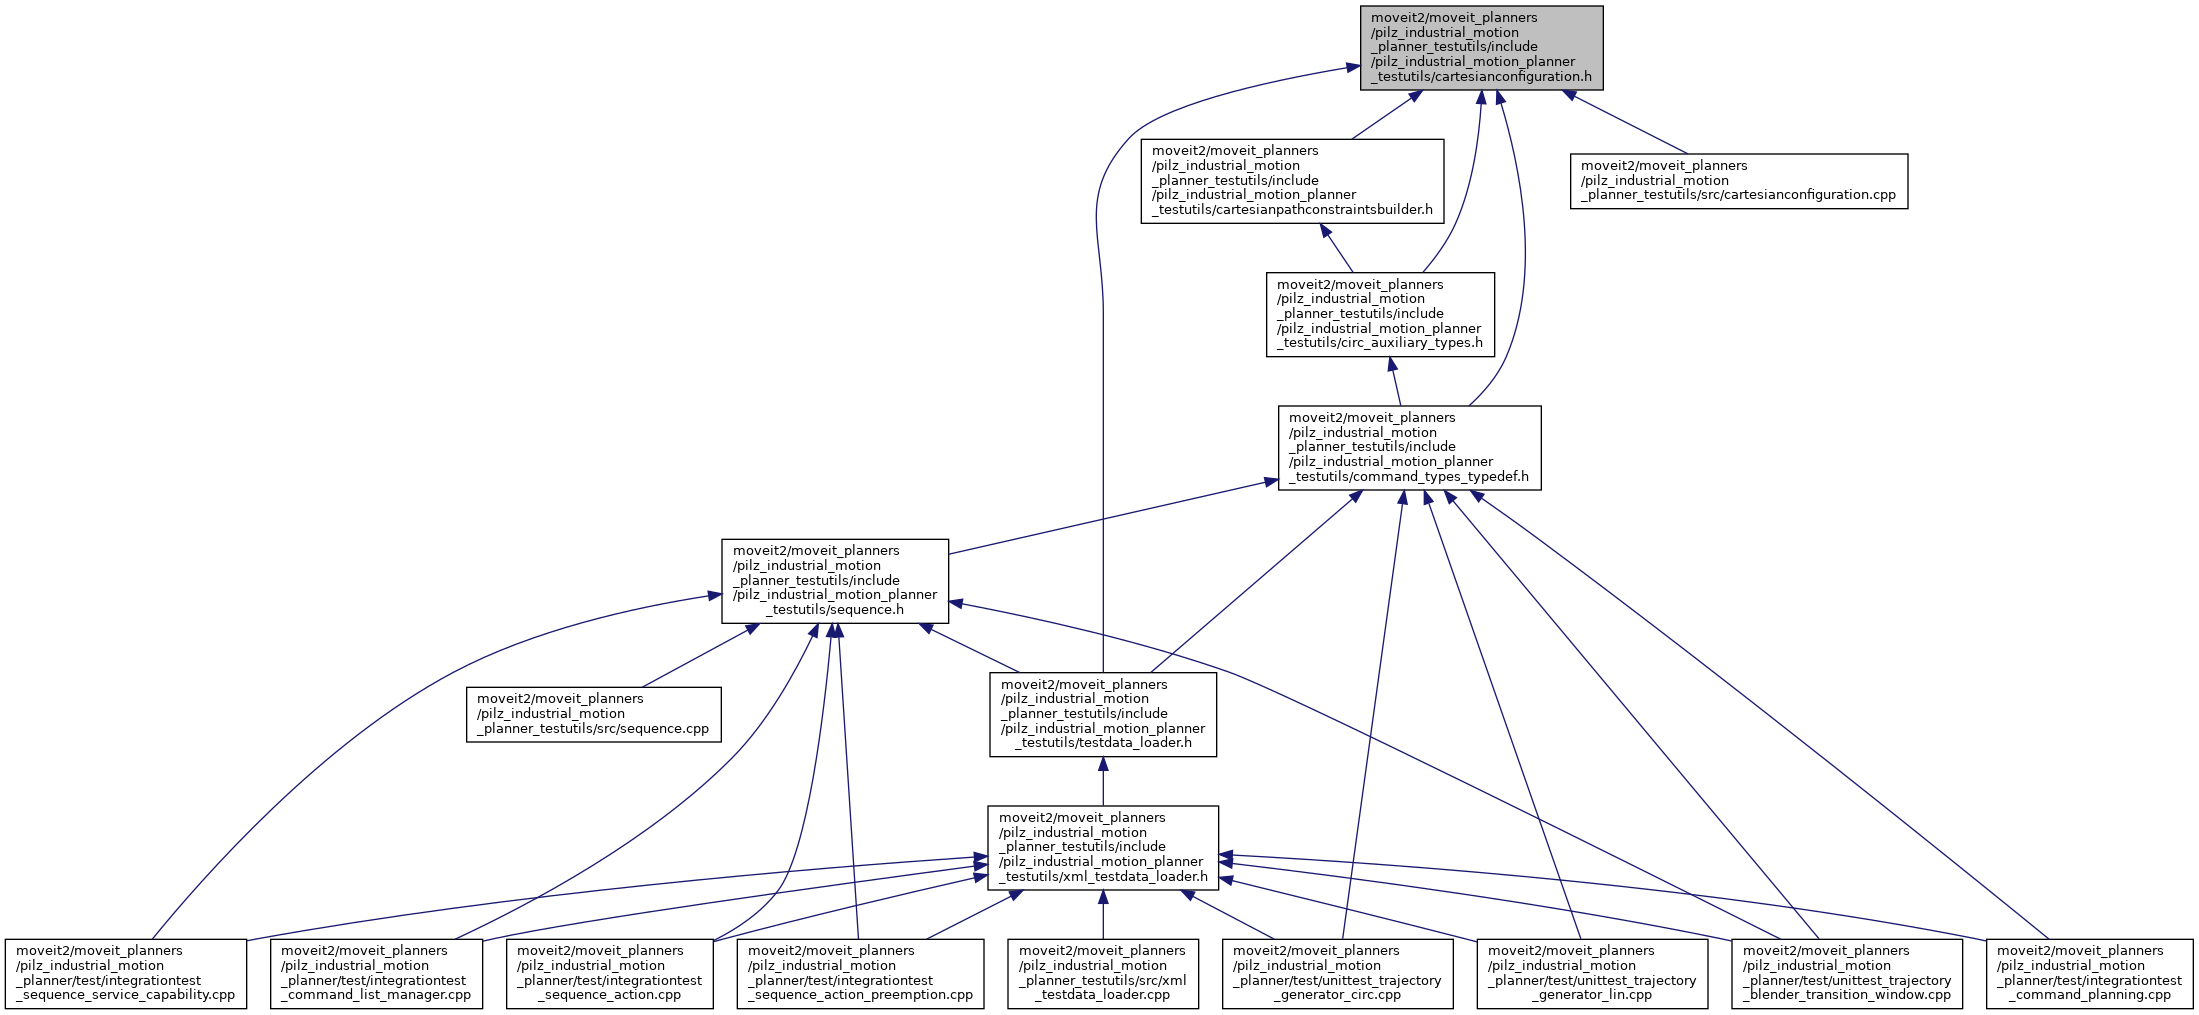 moveit2/moveit_planners
/pilz_industrial_motion
_planner_testutils/include
/pilz_industrial_motion_planner
_testutils/cartesianconfiguration.h
moveit2/moveit_planners
/pilz_industrial_motion
_planner_testutils/include
/pilz_industrial_motion_planner
_testutils/cartesianpathconstraintsbuilder.h
moveit2/moveit_planners
/pilz_industrial_motion
_planner_testutils/src/cartesianconfiguration.cpp
moveit2/moveit_planners
/pilz_industrial_motion
_planner_testutils/include
/pilz_industrial_motion_planner
_testutils/circ_auxiliary_types.h
moveit2/moveit_planners
/pilz_industrial_motion
_planner_testutils/include
/pilz_industrial_motion_planner
_testutils/command_types_typedef.h
moveit2/moveit_planners
/pilz_industrial_motion
_planner_testutils/include
/pilz_industrial_motion_planner
_testutils/sequence.h
moveit2/moveit_planners
/pilz_industrial_motion
_planner_testutils/src/sequence.cpp
moveit2/moveit_planners
/pilz_industrial_motion
_planner_testutils/include
/pilz_industrial_motion_planner
_testutils/testdata_loader.h
moveit2/moveit_planners
/pilz_industrial_motion
_planner_testutils/include
/pilz_industrial_motion_planner
_testutils/xml_testdata_loader.h
moveit2/moveit_planners
/pilz_industrial_motion
_planner/test/integrationtest
_sequence_service_capability.cpp
moveit2/moveit_planners
/pilz_industrial_motion
_planner/test/integrationtest
_command_list_manager.cpp
moveit2/moveit_planners
/pilz_industrial_motion
_planner/test/integrationtest
_sequence_action.cpp
moveit2/moveit_planners
/pilz_industrial_motion
_planner/test/integrationtest
_sequence_action_preemption.cpp
moveit2/moveit_planners
/pilz_industrial_motion
_planner_testutils/src/xml
_testdata_loader.cpp
moveit2/moveit_planners
/pilz_industrial_motion
_planner/test/unittest_trajectory
_generator_circ.cpp
moveit2/moveit_planners
/pilz_industrial_motion
_planner/test/unittest_trajectory
_generator_lin.cpp
moveit2/moveit_planners
/pilz_industrial_motion
_planner/test/unittest_trajectory
_blender_transition_window.cpp
moveit2/moveit_planners
/pilz_industrial_motion
_planner/test/integrationtest
_command_planning.cpp